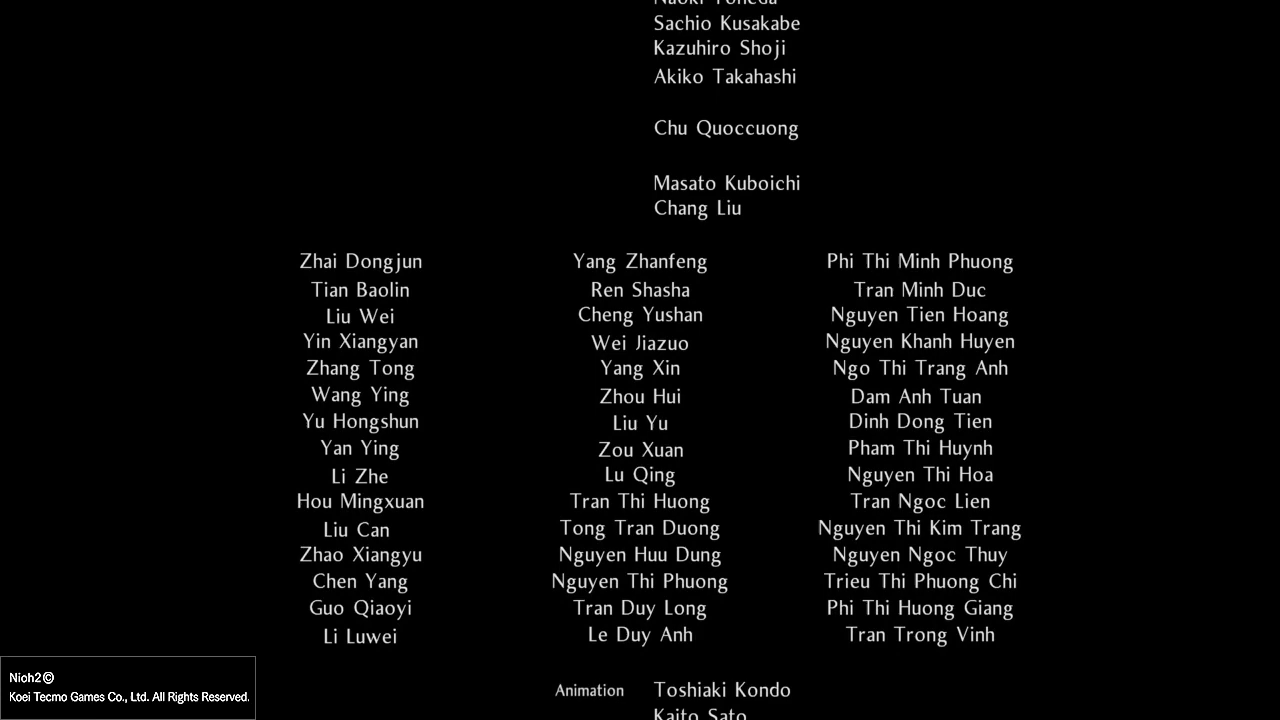 Naoki Yoneda
Sachio Kusakabe
Kazuhiro Shoji
Akiko Takahashi
Chu Quoccuong
Masato Kuboichi
Chang Liu
Zhai Dongjun Yang Zhanfeng Phi Thi Minh Phuong
Tian Baolin Ren Shasha Tran Minh Duc
Liu Wei Cheng Yushan Nguyen Tien Hoang
Yin Xiangyan Wei Jiazuo Nguyen Khanh Huyen
Zhang Tong Yang Xin Ngo Thi Trang Anh
Wang Ying Zhou Hui Dam Anh Tuan
Yu Hongshun Liu Yu Dinh Dong Tien
Yan Ying Zou Xuan Pham Thi Huynh
Li Zhe Lu Qing Nguyen Thi Hoa
Hou Mingxuan Tran Thi Huong Tran Ngoc Lien
Liu Can Tong Tran Duong Nguyen Thi Kim Trang
Zhao Xiangyu Nguyen Huu Dung Nguyen Ngoc Thuy
Chen Yang Nguyen Thi Phuong Trieu Thi Phuong Chi
Guo Qiaoyi Tran Duy Long Phi Thi Huong Giang
Li Luwei Le Duy Anh Tran Trong Vinh
Animation Toshiaki Kondo
Kaito Sato
Nioh2©
Koei Tecmo Games Co., Ltd. All Rights Reserved.